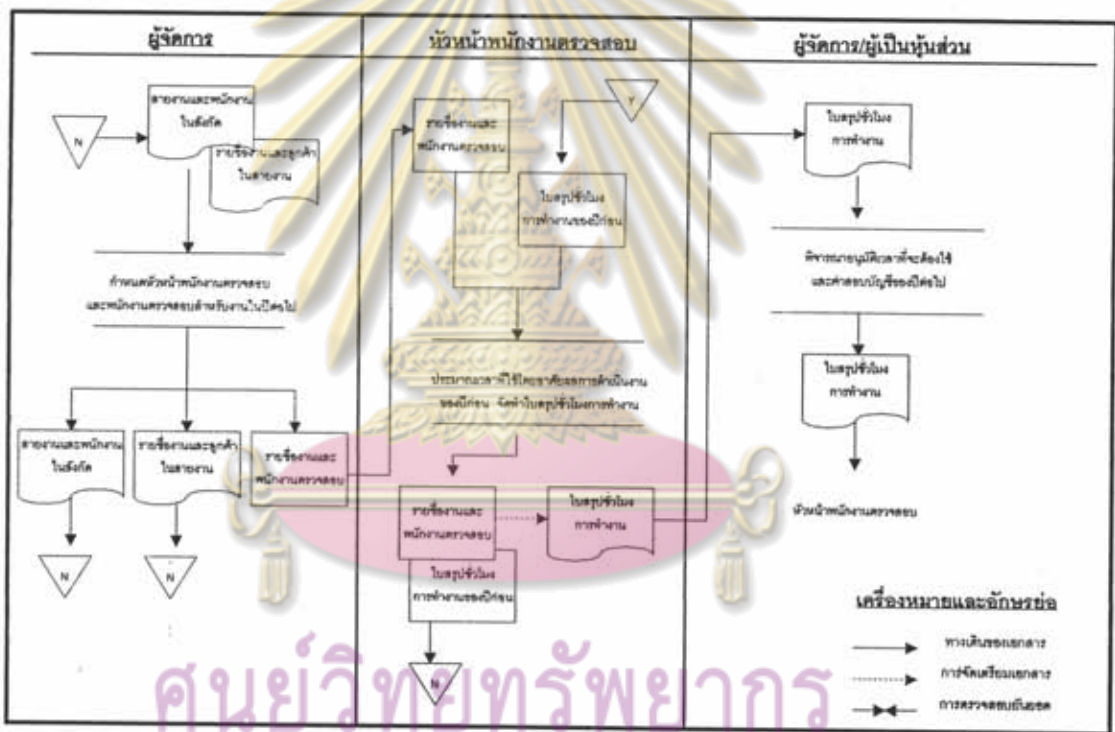 ผู้จัดการ
N
สายงานและพนักงาน
ในสังกัด
รายชื่องานและลูกค้า
ในสายงาน
กำหนดหัวหน้าพนักงานตรวจสอบ
และพนักงานตรวจสอบสำหรับงานในปีต่อไป
สายงานและพนักงาน
ในสังกัด
รายชื่องานและลูกค้า
ในสายงาน
รายชื่องานและ
พนักงานตรวจสอบ
N
N
หัวหน้าพนักงานตรวจสอบ
รายชื่องานและ
พนักงานตรวจสอบ
Y
ใบสรุปชั่วโมง
การทำงานของปีก่อน
ประมาณเวลาที่ใช้โดยอาศัยผลการดำเนินงาน
ของปีก่อน จัดทำใบสรุปชั่วโมงการทำงาน
รายชื่องานและ
พนักงานตรวจสอบ
ใบสรุปชั่วโมง
การทำงาน
ใบสรุปชั่วโมง
การทำงานของปีก่อน
N
ผู้จัดการ/ผู้เป็นหุ้นส่วน
ใบสรุปชั่วโมง
การทำงาน
พิจารณาอนุมัติเวลาที่จะต้องใช้
และค่าสอบบัญชีของปีต่อไป
ใบสรุปชั่วโมง
การทำงาน
หัวหน้าพนักงานตรวจสอบ
เครื่องหมายและอักษรย่อ
ทางเดินของเอกสาร
การจัดเตรียมเอกสาร
การตรวจสอบยันยอด
ศูนย์วิทยทรัพยากร